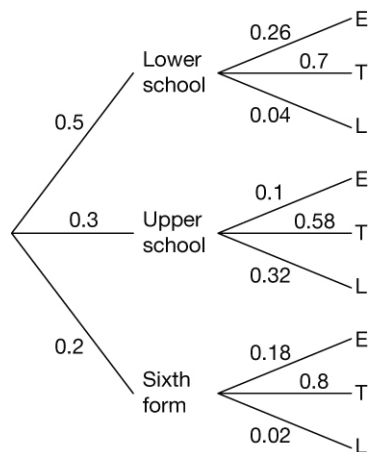 E
0.26
Lower
school
0.7
T
0.04
L
0.5
E
0.1
0.3
Upper
school
0.58
T
0.32
L
0.2
E
0.18
Sixth
form
0.8
T
0.02
L